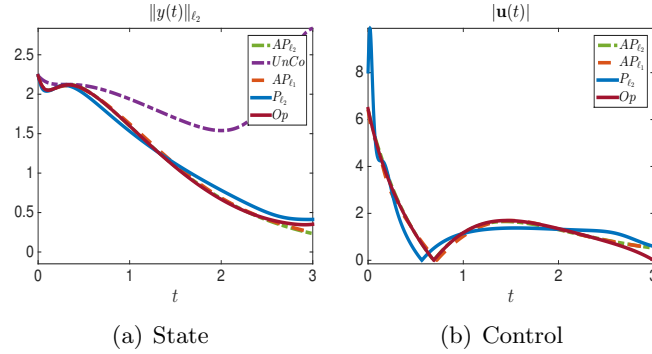 ‖y(t)‖ℓ₂
2.5
2
1.5
1
0.5
0
0 1 2 3
t
APℓ₂
UnCo
APℓ₁
Pℓ₂
Op
(a) State
|u(t)|
8
6
4
2
0
0 1 2 3
t
APℓ₂
APℓ₁
Pℓ₂
Op
(b) Control